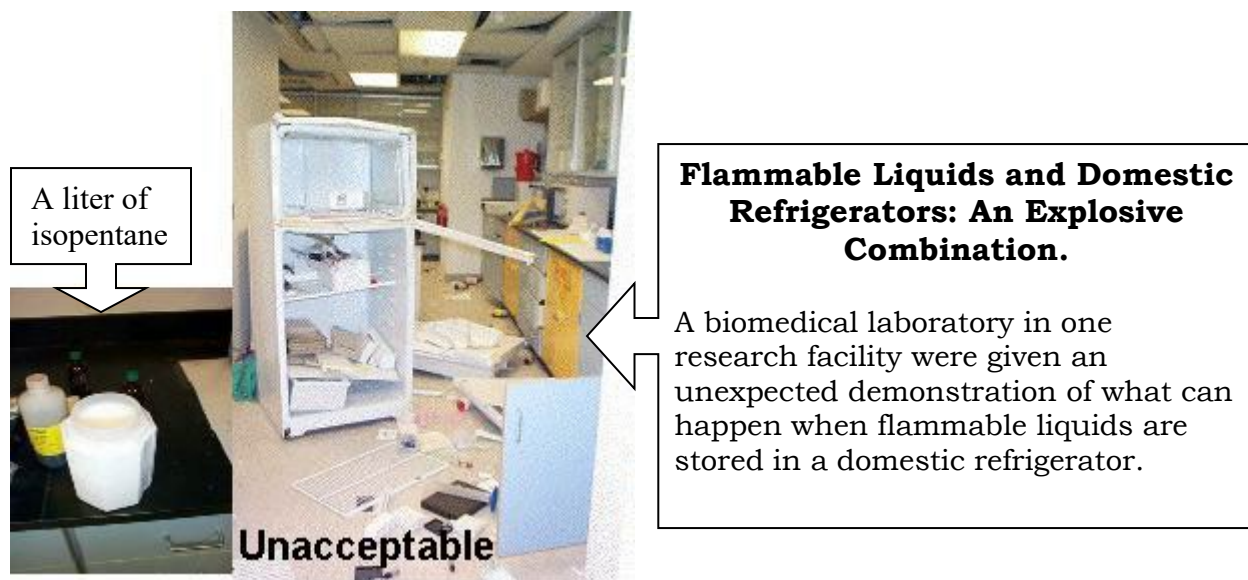 A liter of
isopentane
Unacceptable
Flammable Liquids and Domestic
Refrigerators: An Explosive
Combination.
A biomedical laboratory in one
research facility were given an
unexpected demonstration of what can
happen when flammable liquids are
stored in a domestic refrigerator.